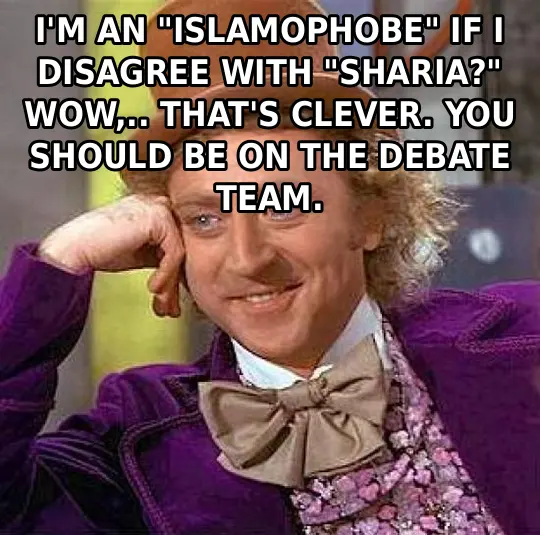 I'M AN "ISLAMOPHOBE" IF I
DISAGREE WITH "SHARIA?"
WOW,.. THAT'S CLEVER. YOU
SHOULD BE ON THE DEBATE
TEAM.